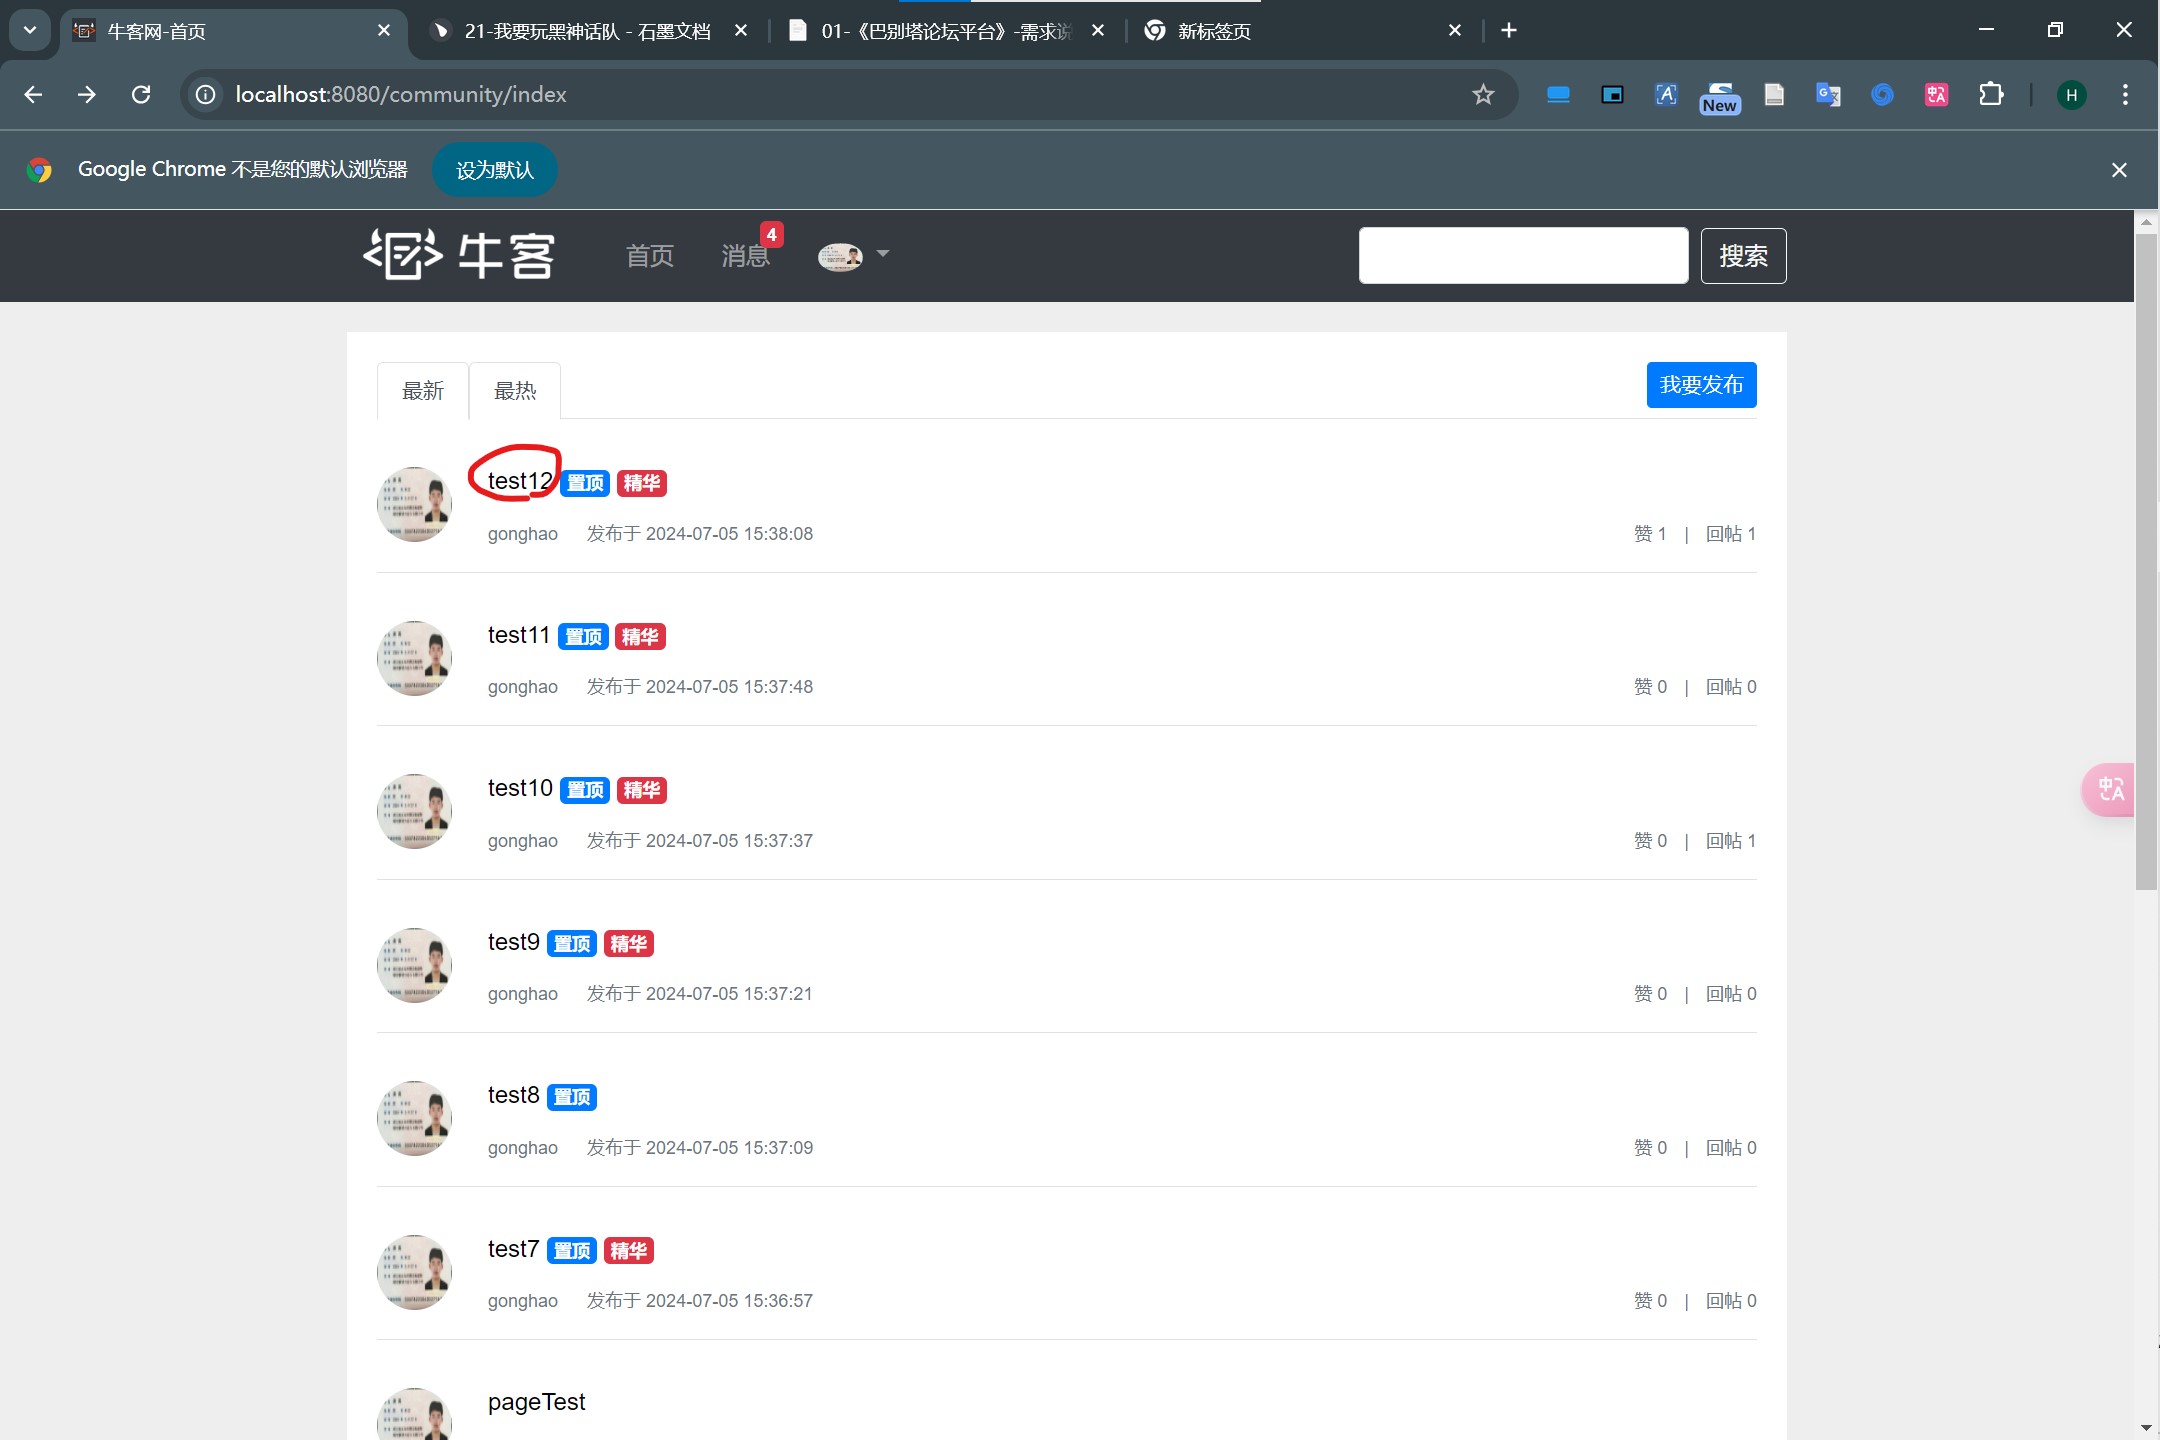 牛客网-首页
21-我要玩黑神话队 - 石墨文档
01-《巴别塔论坛平台》-需求说
新标签页
localhost:8080/community/index
New
H
Google Chrome 不是您的默认浏览器
设为默认
牛客
首页
消息
4
搜索
最新
最热
我要发布
test12 置顶 精华
gonghao 发布于 2024-07-05 15:38:08 赞 1 | 回帖 1
test11 置顶 精华
gonghao 发布于 2024-07-05 15:37:48 赞 0 | 回帖 0
test10 置顶 精华
gonghao 发布于 2024-07-05 15:37:37 赞 0 | 回帖 1
test9 置顶 精华
gonghao 发布于 2024-07-05 15:37:21 赞 0 | 回帖 0
test8 置顶
gonghao 发布于 2024-07-05 15:37:09 赞 0 | 回帖 0
test7 置顶 精华
gonghao 发布于 2024-07-05 15:36:57 赞 0 | 回帖 0
pageTest